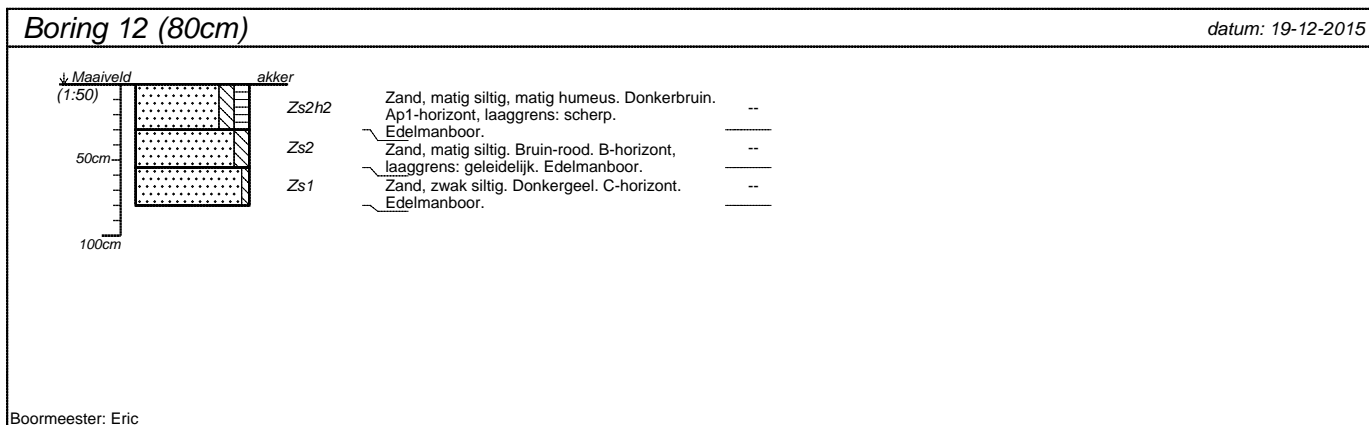 Boring 12 (80cm)
datum: 19-12-2015
Maaiveld
akker
(1:50)
Zs2h2
Zand, matig siltig, matig humeus. Donkerbruin.
Ap1-horizont, laaggrens: scherp.
Edelmanboor.
--
50cm
Zs2
Zand, matig siltig. Bruin-rood. B-horizont,
laaggrens: geleidelijk. Edelmanboor.
--
Zs1
Zand, zwak siltig. Donkergeel. C-horizont.
Edelmanboor.
--
100cm
Boormeester: Eric